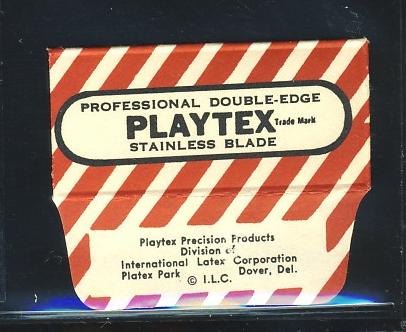 PROFESSIONAL DOUBLE-EDGE
PLAYTEX Trade Mark
STAINLESS BLADE
Playtex Precision Products
Division of
International Latex Corporation
Platex Park Dover, Del.
© I.L.C.